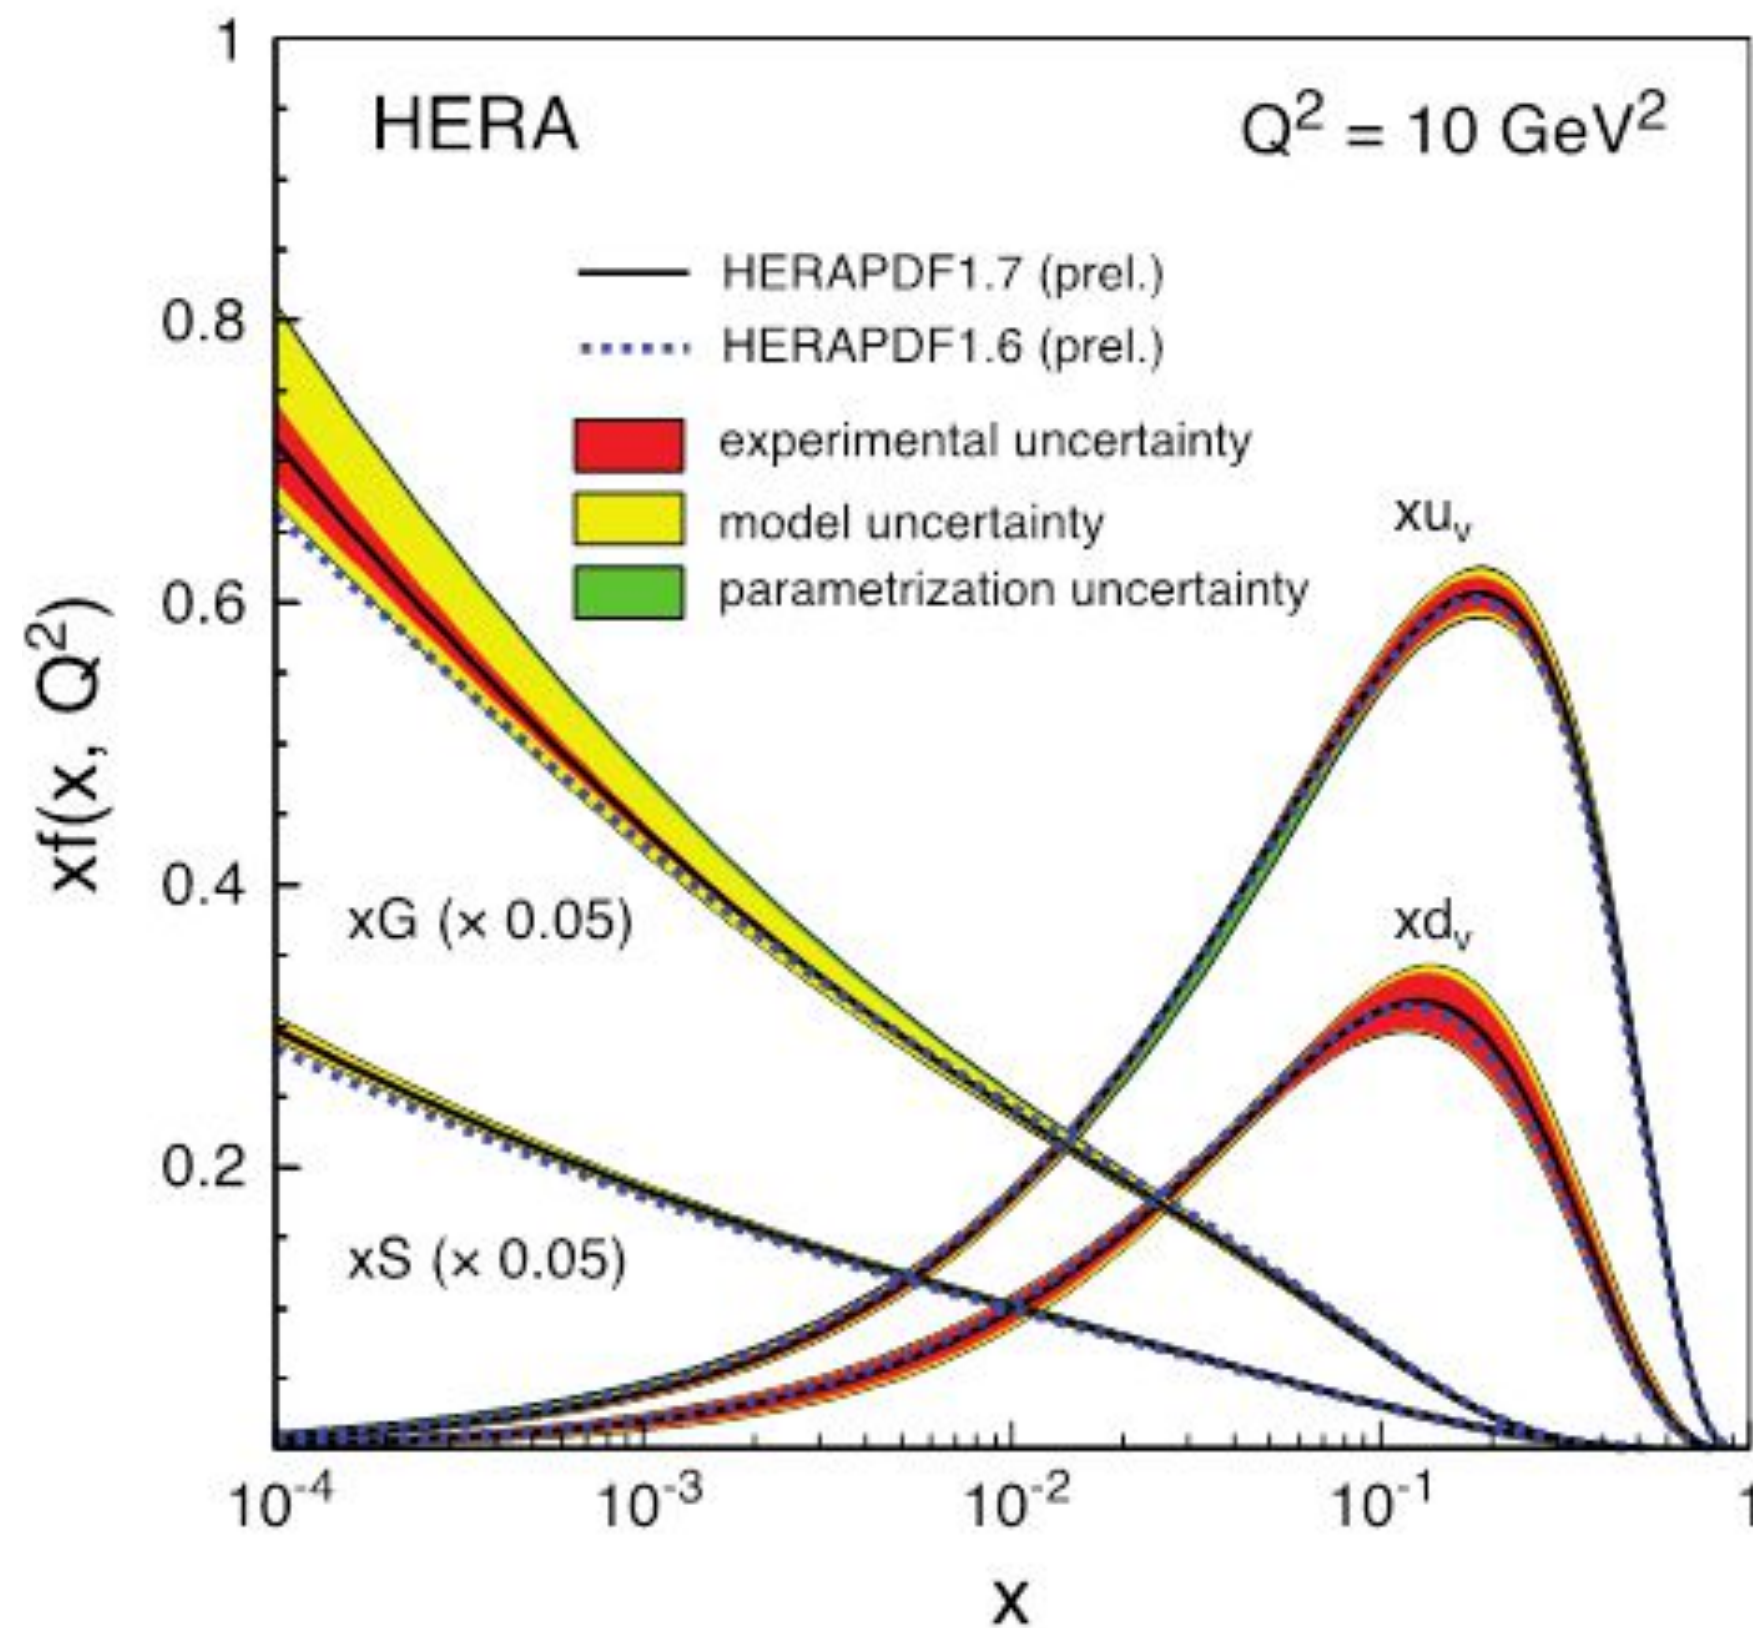 1
HERA
Q² = 10 GeV²
HERAPDF1.7 (prel.)
HERAPDF1.6 (prel.)
experimental uncertainty
model uncertainty
parametrization uncertainty
0.8
0.6
0.4
0.2
xf(x, Q²)
xuᵥ
xdᵥ
xG (× 0.05)
xS (× 0.05)
10⁻⁴ 10⁻³ 10⁻² 10⁻¹ 1
x